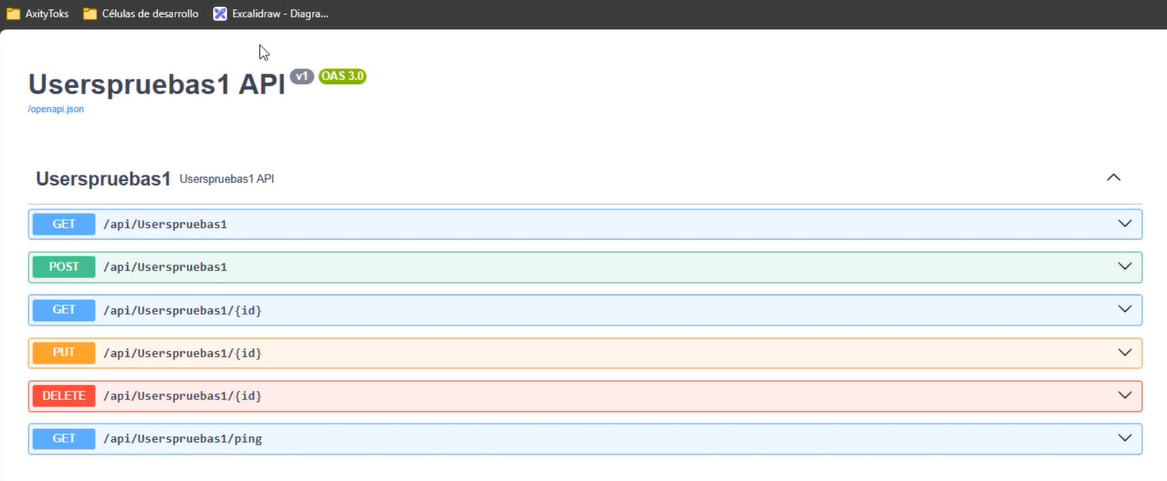 AxityToks Células de desarrollo Excalidraw - Diagra...
Userspruebas1 API v1 OAS 3.0
/openapi.json
Userspruebas1 Userspruebas1 API
GET /api/Userspruebas1
POST /api/Userspruebas1
GET /api/Userspruebas1/{id}
PUT /api/Userspruebas1/{id}
DELETE /api/Userspruebas1/{id}
GET /api/Userspruebas1/ping